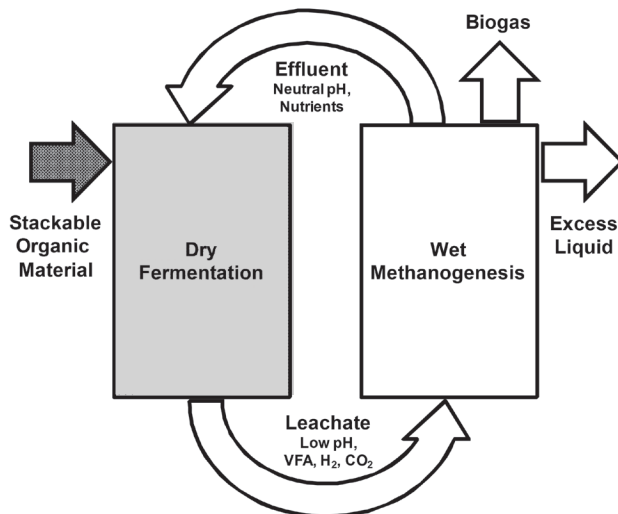 Biogas
Effluent
Neutral pH,
Nutrients
Stackable
Organic
Material
Dry
Fermentation
Wet
Methanogenesis
Excess
Liquid
Leachate
Low pH,
VFA, H₂, CO₂